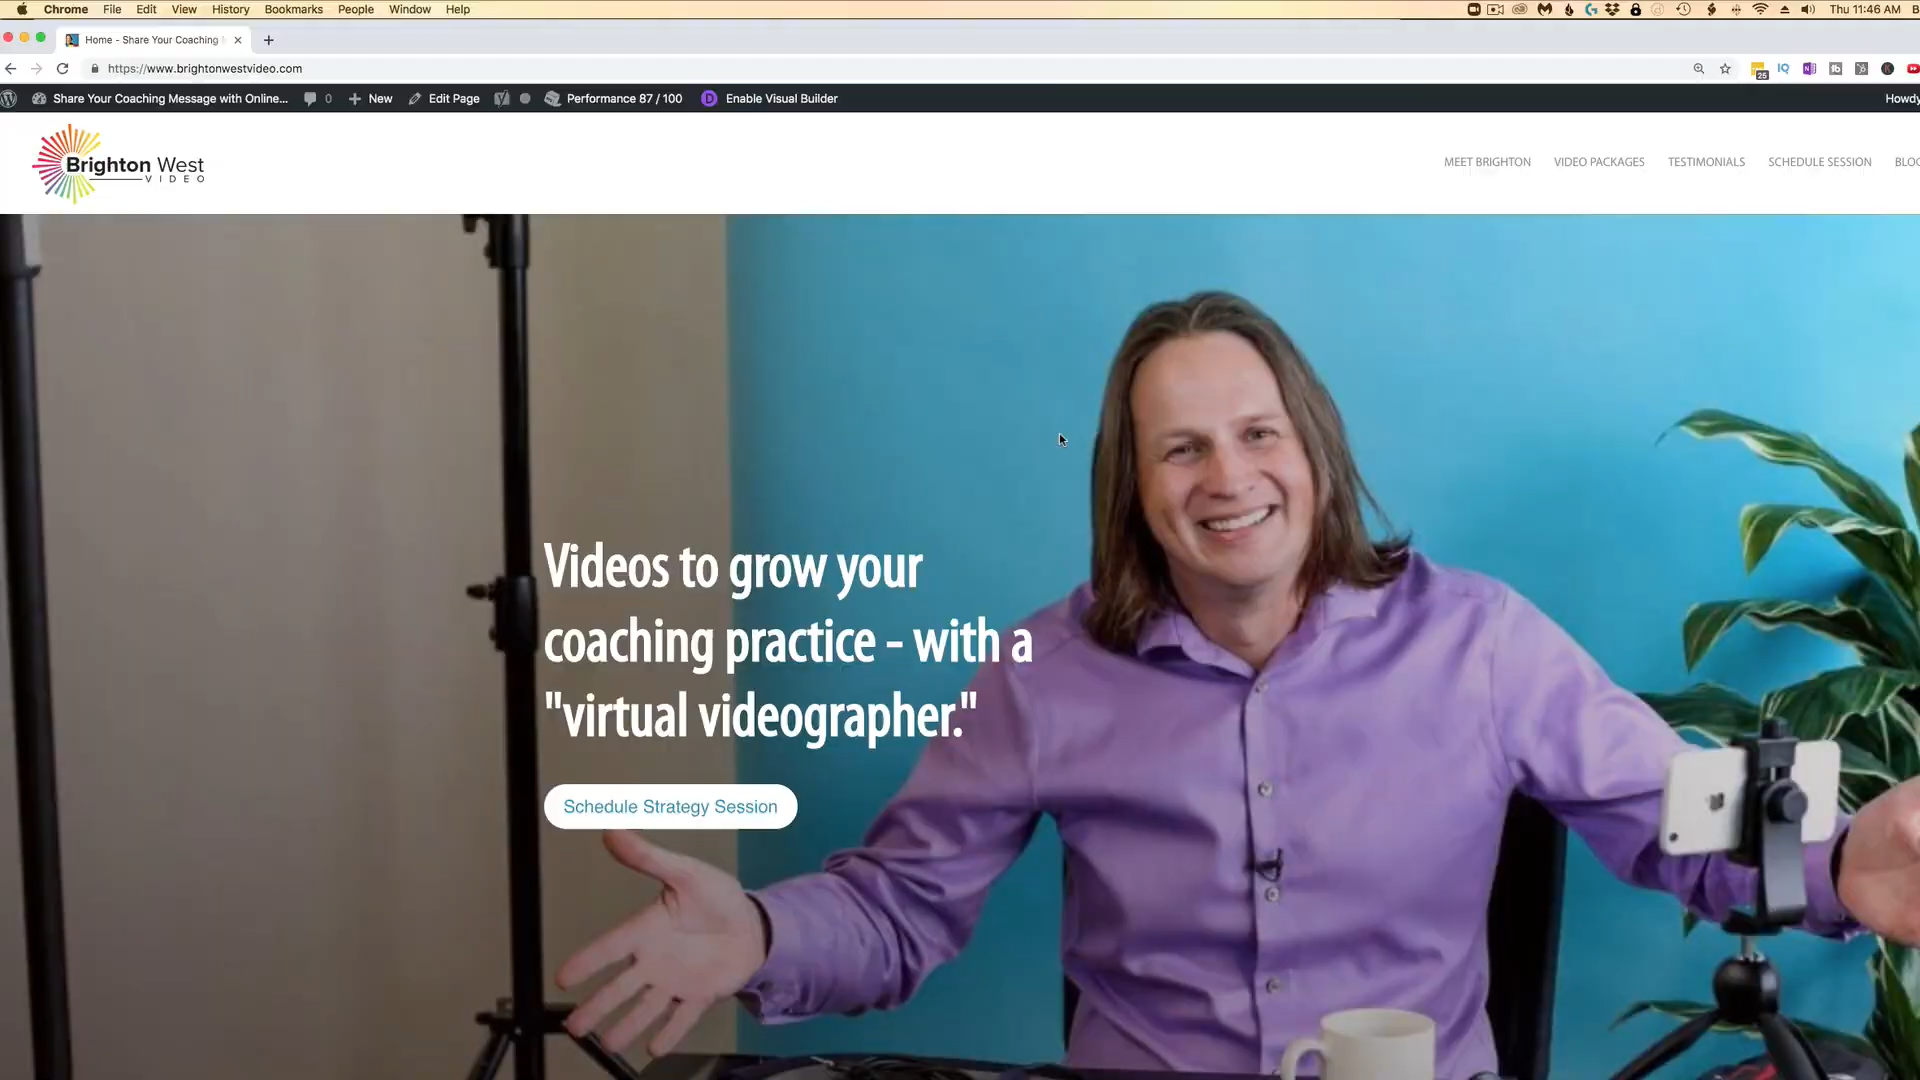 Chrome File Edit View History Bookmarks People Window Help Thu 11:46 AM B
Home - Share Your Coaching
https://www.brightonwestvideo.com 25 IQ
Share Your Coaching Message with Online... 0 New Edit Page Performance 87 / 100 D Enable Visual Builder Howdy
Brighton West
VIDEO
MEET BRIGHTON VIDEO PACKAGES TESTIMONIALS SCHEDULE SESSION BLOG
Videos to grow your
coaching practice - with a
"virtual videographer."
Schedule Strategy Session